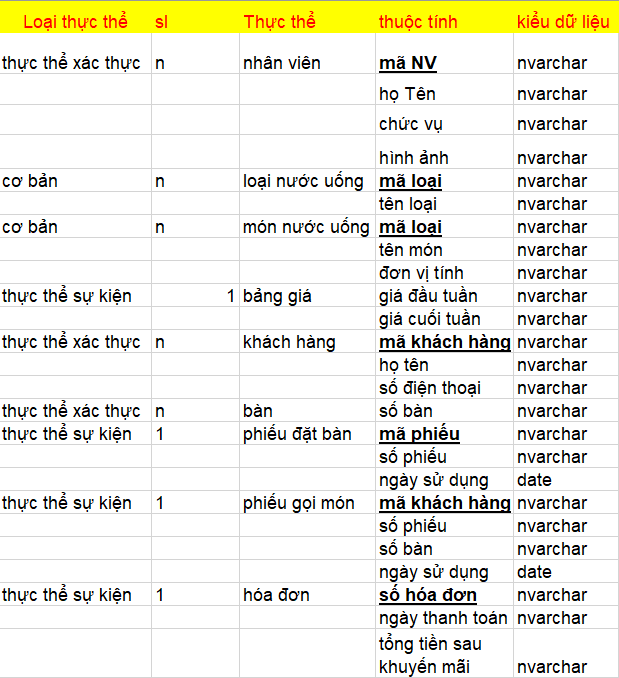 Loại thực thể sl Thực thể thuộc tính kiểu dữ liệu
thực thể xác thực n nhân viên mã NV nvarchar
họ Tên nvarchar
chức vụ nvarchar
hình ảnh nvarchar
cơ bản n loại nước uống mã loại nvarchar
tên loại nvarchar
cơ bản n món nước uống mã loại nvarchar
tên món nvarchar
đơn vị tính nvarchar
thực thể sự kiện 1 bảng giá giá đầu tuần nvarchar
giá cuối tuần nvarchar
thực thể xác thực n khách hàng mã khách hàng nvarchar
họ tên nvarchar
số điện thoại nvarchar
thực thể xác thực n bàn số bàn nvarchar
thực thể sự kiện 1 phiếu đặt bàn mã phiếu nvarchar
số phiếu nvarchar
ngày sử dụng date
thực thể sự kiện 1 phiếu gọi món mã khách hàng nvarchar
số phiếu nvarchar
số bàn nvarchar
ngày sử dụng date
thực thể sự kiện 1 hóa đơn số hóa đơn nvarchar
ngày thanh toán nvarchar
tổng tiền sau
khuyến mãi nvarchar